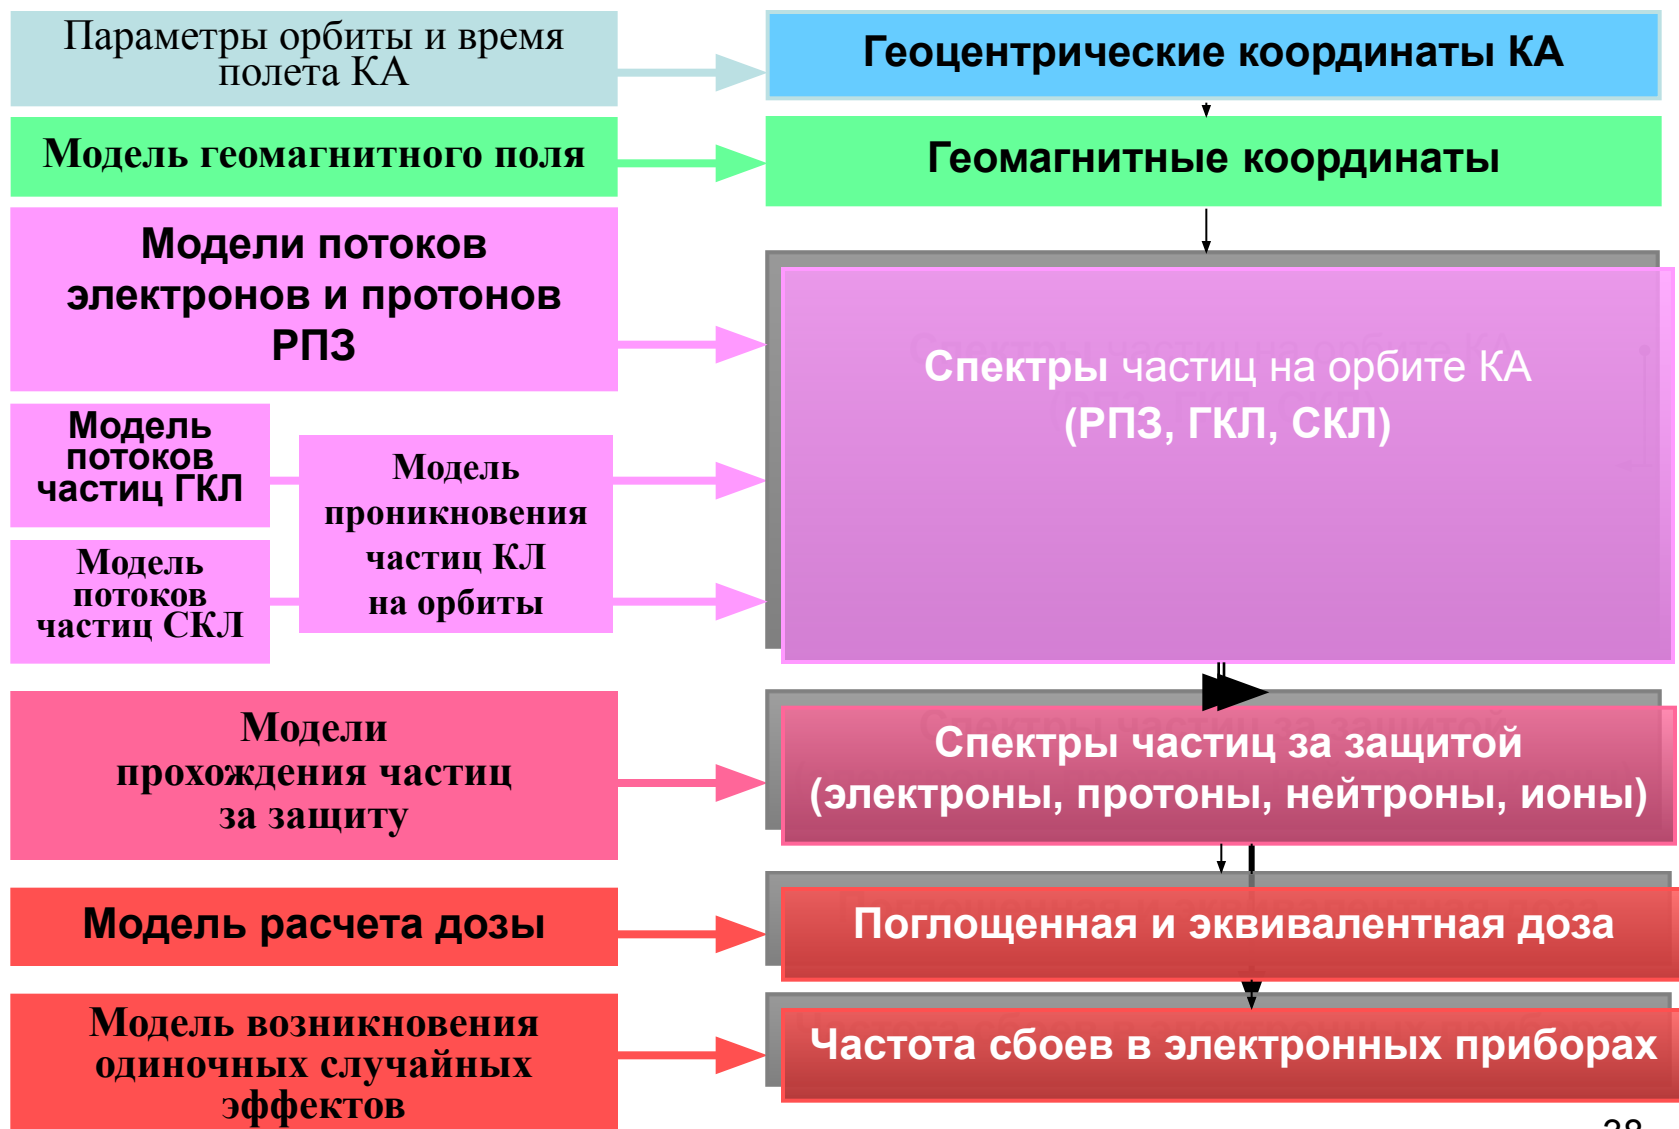 Параметры орбиты и время
полета КА
Геоцентрические координаты КА
Модель геомагнитного поля
Геомагнитные координаты
Модели потоков
электронов и протонов
РПЗ
Спектры частиц на орбите КА
(РПЗ, ГКЛ, СКЛ)
Модель
потоков
частиц ГКЛ
Модель
проникновения
частиц КЛ
на орбиты
Модель
потоков
частиц СКЛ
Модели
прохождения частиц
за защиту
Спектры частиц за защитой
(электроны, протоны, нейтроны, ионы)
Модель расчета дозы
Поглощенная и эквивалентная доза
Модель возникновения
одиночных случайных
эффектов
Частота сбоев в электронных приборах